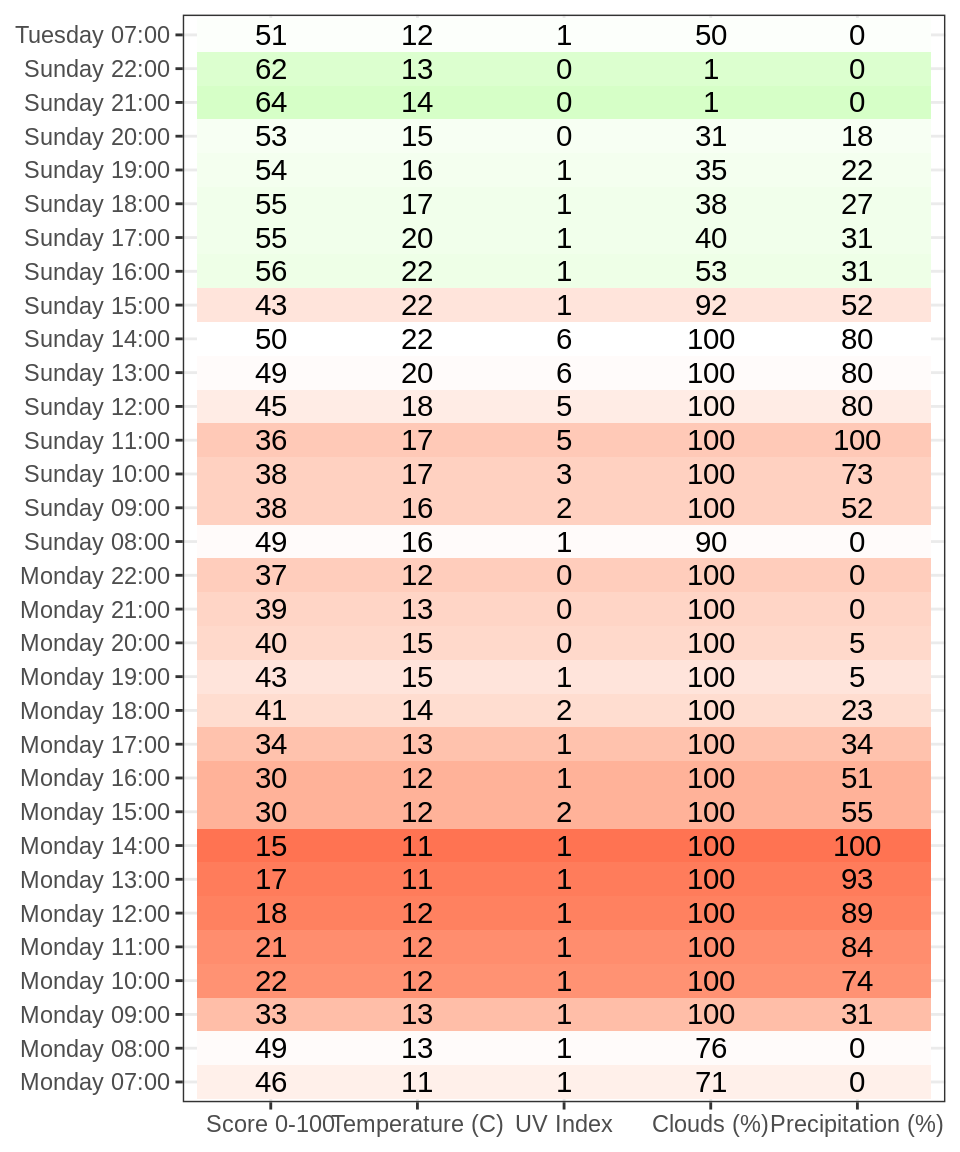 Tuesday 07:00 51 12 1 50 0
Sunday 22:00 62 13 0 1 0
Sunday 21:00 64 14 0 1 0
Sunday 20:00 53 15 0 31 18
Sunday 19:00 54 16 1 35 22
Sunday 18:00 55 17 1 38 27
Sunday 17:00 55 20 1 40 31
Sunday 16:00 56 22 1 53 31
Sunday 15:00 43 22 1 92 52
Sunday 14:00 50 22 6 100 80
Sunday 13:00 49 20 6 100 80
Sunday 12:00 45 18 5 100 80
Sunday 11:00 36 17 5 100 100
Sunday 10:00 38 17 3 100 73
Sunday 09:00 38 16 2 100 52
Sunday 08:00 49 16 1 90 0
Monday 22:00 37 12 0 100 0
Monday 21:00 39 13 0 100 0
Monday 20:00 40 15 0 100 5
Monday 19:00 43 15 1 100 5
Monday 18:00 41 14 2 100 23
Monday 17:00 34 13 1 100 34
Monday 16:00 30 12 1 100 51
Monday 15:00 30 12 2 100 55
Monday 14:00 15 11 1 100 100
Monday 13:00 17 11 1 100 93
Monday 12:00 18 12 1 100 89
Monday 11:00 21 12 1 100 84
Monday 10:00 22 12 1 100 74
Monday 09:00 33 13 1 100 31
Monday 08:00 49 13 1 76 0
Monday 07:00 46 11 1 71 0
Score 0-100 Temperature (C) UV Index Clouds (%) Precipitation (%)